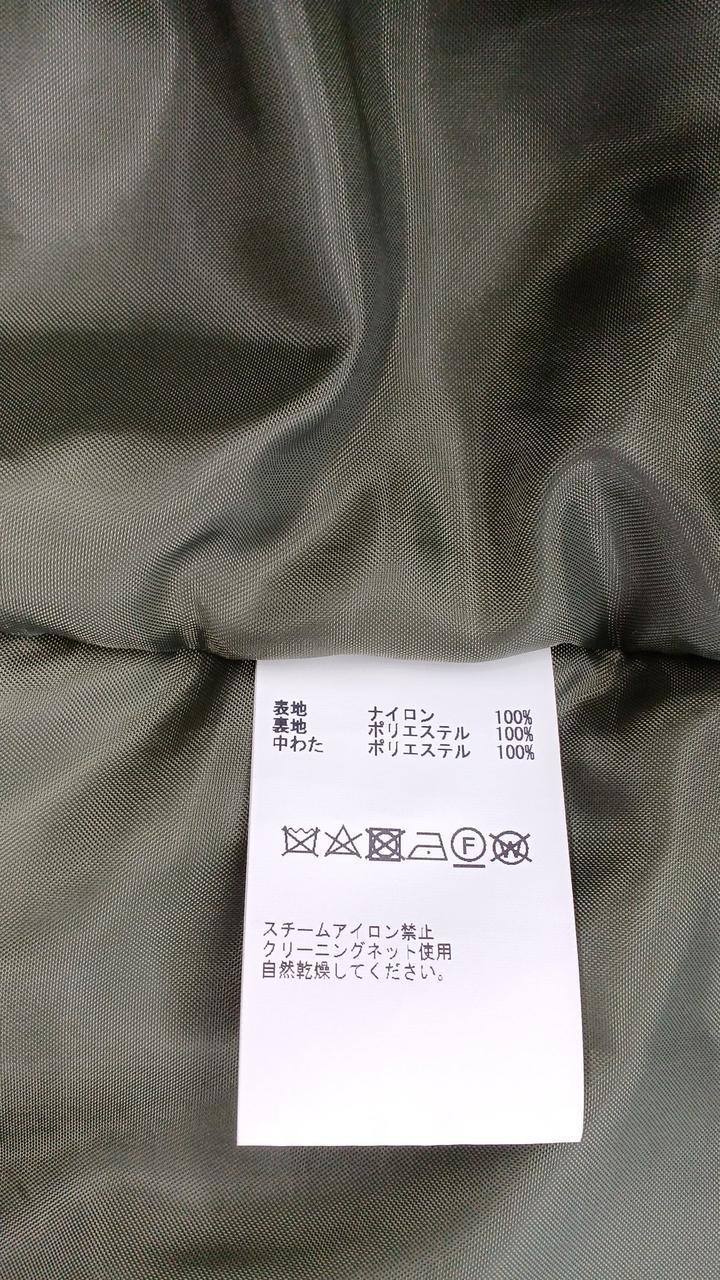 表地 ナイロン 100%
裏地 ポリエステル 100%
中わた ポリエステル 100%
F W
スチームアイロン禁止
クリーニングネット使用
自然乾燥してください。